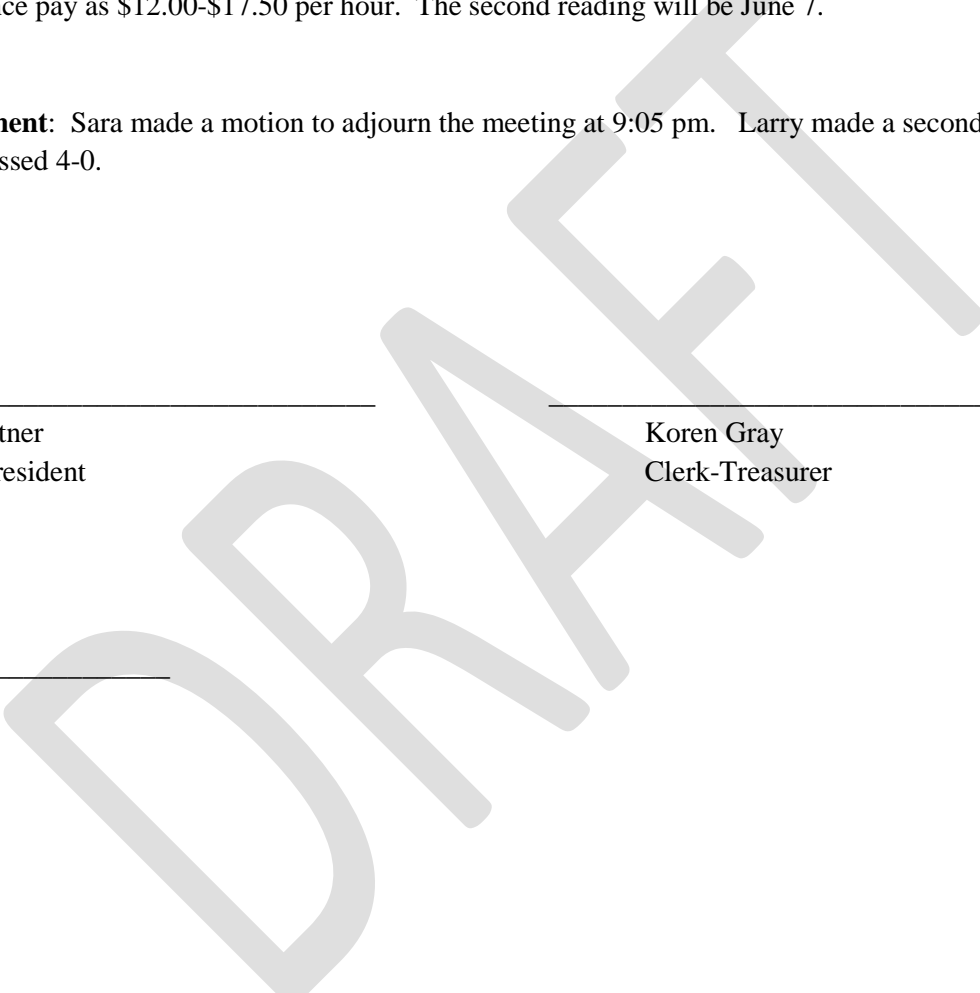 nce pay as $12.00-$17.50 per hour.  The second reading will be June 7.
ment:  Sara made a motion to adjourn the meeting at 9:05 pm.   Larry made a second
ssed 4-0.
tner
Koren Gray
resident
Clerk-Treasurer
DRAFT